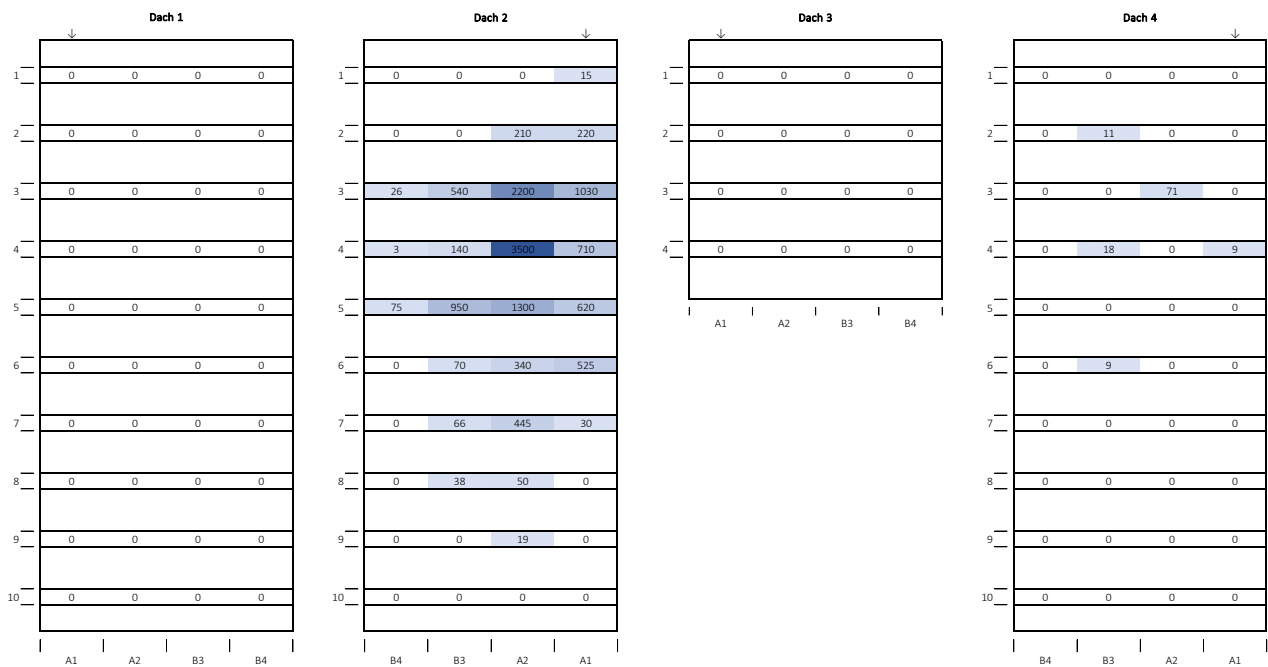 Dach 1 Dach 2 Dach 3 Dach 4
↓ ↓ ↓ ↓
1 0 0 0 0 1 0 0 0 15 1 0 0 0 0 1 0 0 0 0
2 0 0 0 0 2 0 0 210 220 2 0 0 0 0 2 0 11 0 0
3 0 0 0 0 3 26 540 2200 1030 3 0 0 0 0 3 0 0 71 0
4 0 0 0 0 4 3 140 3500 710 4 0 0 0 0 4 0 18 0 9
5 0 0 0 0 5 75 950 1300 620 5 0 0 0 0
A1 A2 B3 B4
6 0 0 0 0 6 0 70 340 525 6 0 9 0 0
7 0 0 0 0 7 0 66 445 30 7 0 0 0 0
8 0 0 0 0 8 0 38 50 0 8 0 0 0 0
9 0 0 0 0 9 0 0 19 0 9 0 0 0 0
10 0 0 0 0 10 0 0 0 0 10 0 0 0 0
A1 A2 B3 B4 B4 B3 A2 A1 B4 B3 A2 A1